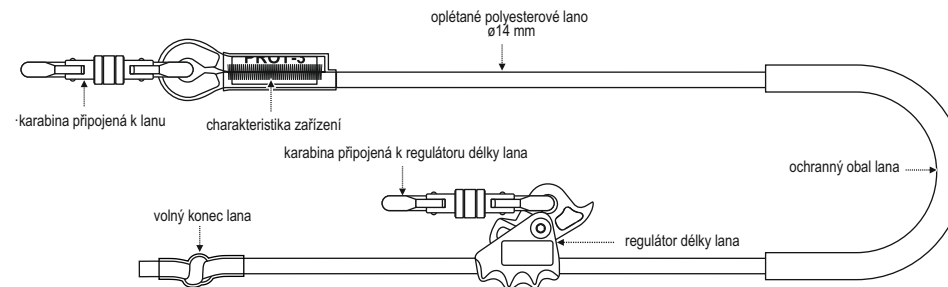 oplétané polyesterové lano
ø14 mm
PROT-3
·karabina připojená k lanu
charakteristika zařízení
karabina připojená k regulátoru délky lana
ochranný obal lana
volný konec lana
regulátor délky lana